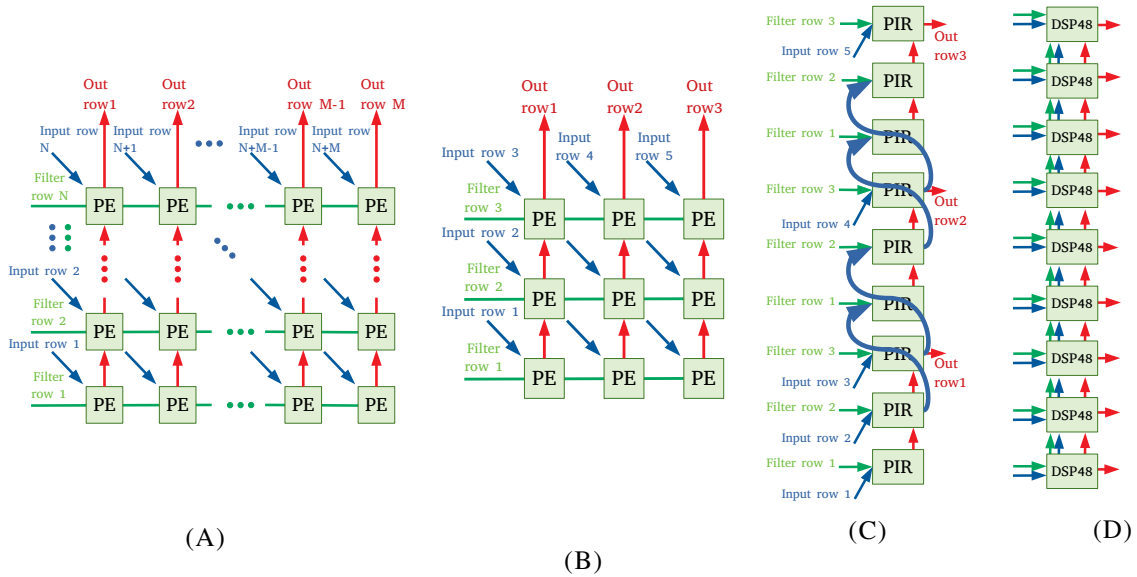 Out
row1
Out
row2
Out
row M-1
Out
row M
Input row
N
Input row
N+1
Input row
N+M-1
Input row
N+M
Filter
row N
PE
PE
PE
PE
Input row 2
Filter
row 2
PE
PE
PE
PE
Input row 1
Filter
row 1
PE
PE
PE
PE
(A)
Out
row1
Out
row2
Out
row3
Input row 3
Input
row 4
Input
row 5
Filter
row 3
PE
PE
PE
Input row 2
Filter
row 2
PE
PE
PE
Input row 1
Filter
row 1
PE
PE
PE
(B)
Filter row 3
PIR
Out
row3
Input row 5
Filter row 2
PIR
Filter row 1
PIR
Filter row 3
PIR
Out
row2
Input row 4
Filter row 2
PIR
Filter row 1
PIR
Filter row 3
PIR
Out
row1
Input row 3
Filter row 2
PIR
Input row 2
Filter row 1
PIR
Input row 1
(C)
DSP48
DSP48
DSP48
DSP48
DSP48
DSP48
DSP48
DSP48
DSP48
(D)